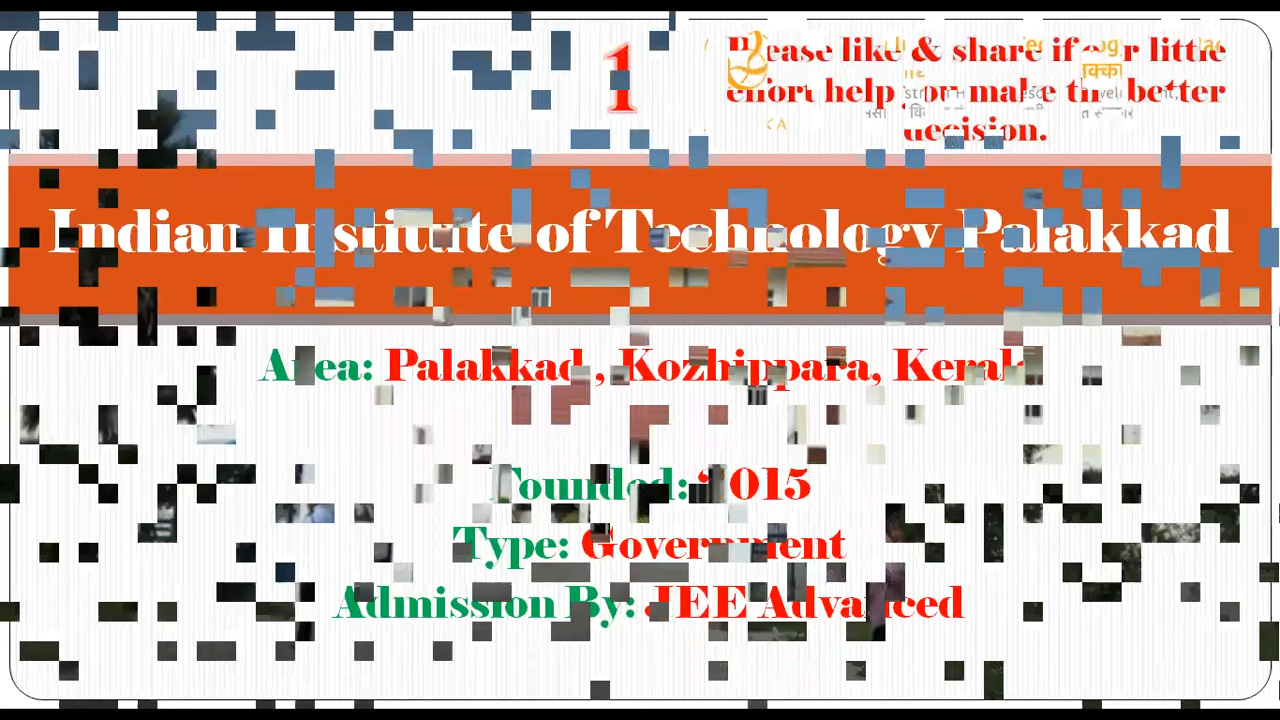 1
Please like & share if our little
effort help you make the better
decision.
Indian Institute of Technology Palakkad
Area: Palakkad, Kozhippara, Kerala
Founded: 2015
Type: Government
Admission By: JEE Advanced